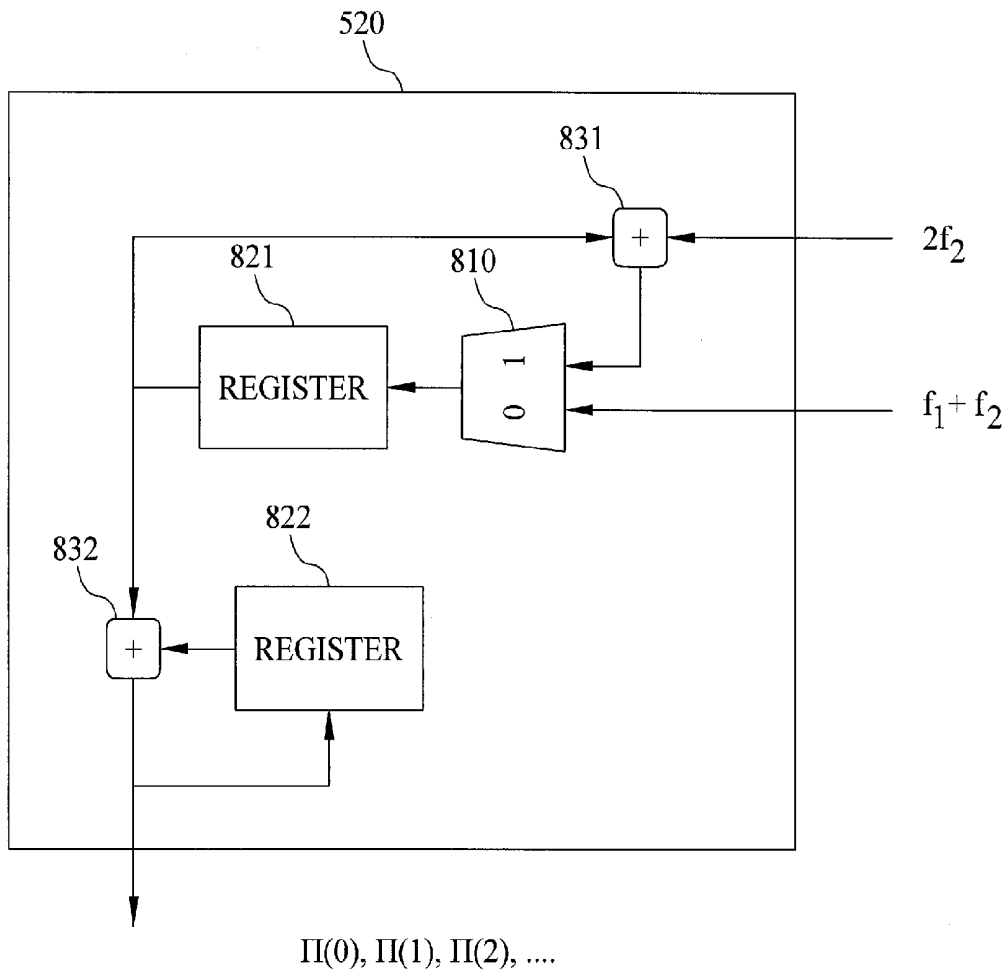 520
831
+
2f₂
821
810
REGISTER
0 1
f₁+ f₂
822
832
+
REGISTER
Π(0), Π(1), Π(2), ....